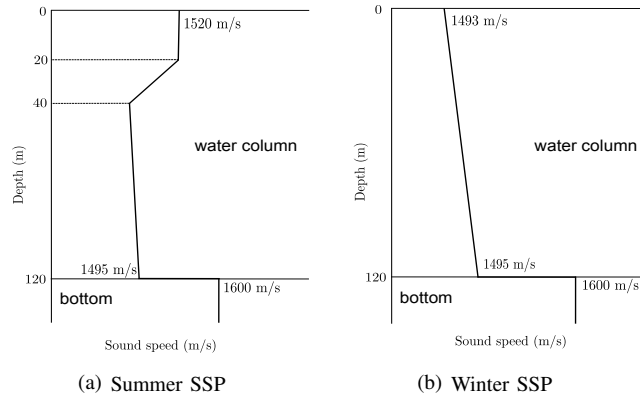 0
1520 m/s
20
40
Depth (m)
water column
1495 m/s
120
1600 m/s
bottom
Sound speed (m/s)
(a) Summer SSP
0
1493 m/s
Depth (m)
water column
1495 m/s
120
1600 m/s
bottom
Sound speed (m/s)
(b) Winter SSP